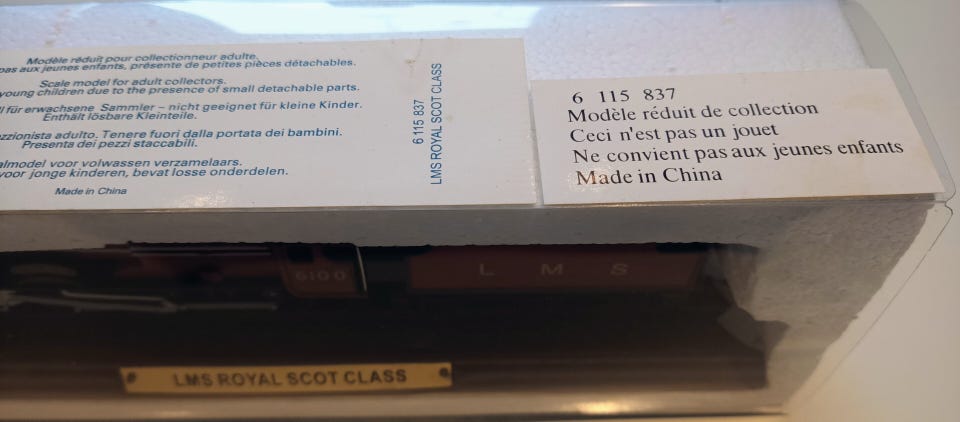 Modèle réduit pour collectionneur adulte.
pas aux jeunes enfants, présente de petites pièces détachables.
Scale model for adult collectors.
young children due to the presence of small detachable parts.
für erwachsene Sammler – nicht geeignet für kleine Kinder.
Enthält lösbare Kleinteile.
adulto. Tenere fuori dalla portata dei bambini.
Presenta dei pezzi staccabili.
voor volwassen verzamelaars.
voor jonge kinderen, bevat losse onderdelen.
Made in China
6 115 837
LMS ROYAL SCOT CLASS
6 115 837
Modèle réduit de collection
Ceci n'est pas un jouet
Ne convient pas aux jeunes enfants
Made in China
6100
L M S
LMS ROYAL SCOT CLASS